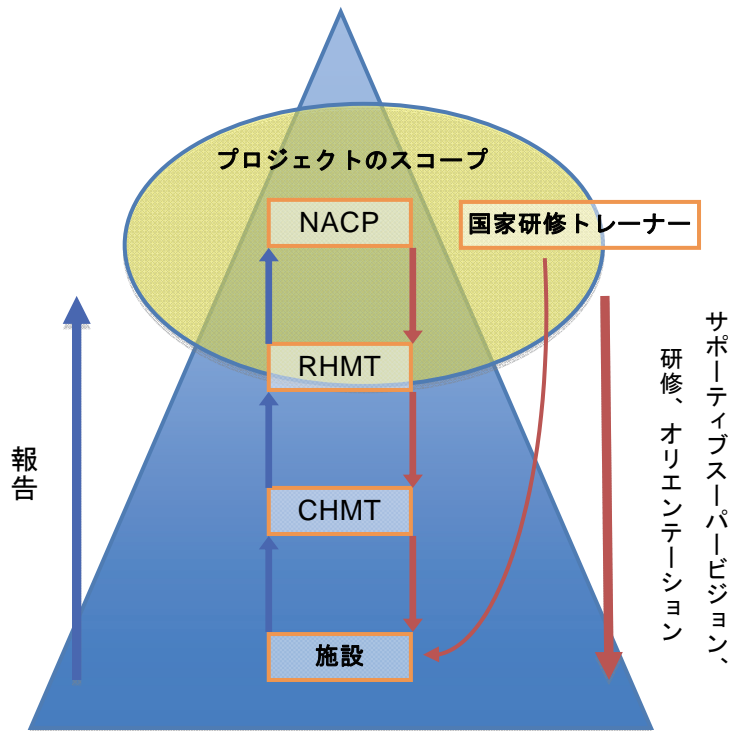 プロジェクトのスコープ
NACP
国家研修トレーナー
RHMT
CHMT
施設
報告
サポーティブスーパービジョン、
研修、オリエンテーション